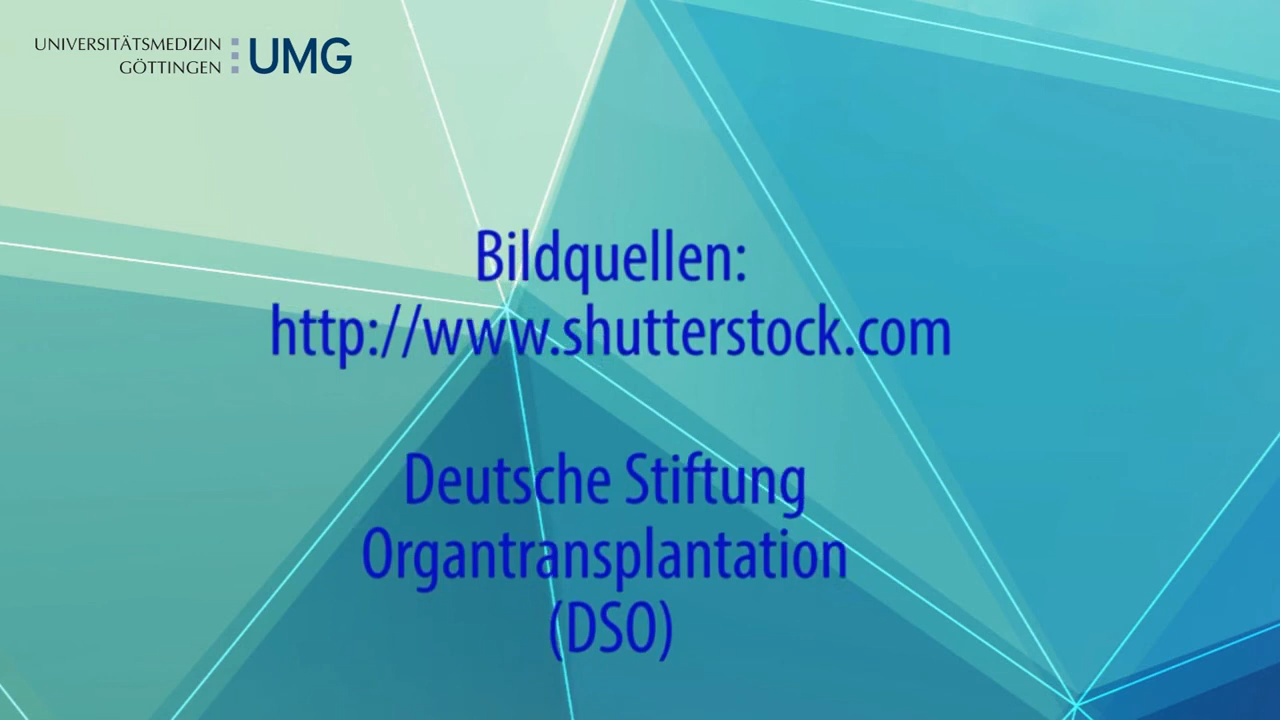 UNIVERSITÄTSMEDIZIN
GÖTTINGEN
UMG
Bildquellen:
http://www.shutterstock.com
Deutsche Stiftung
Organtransplantation
(DSO)